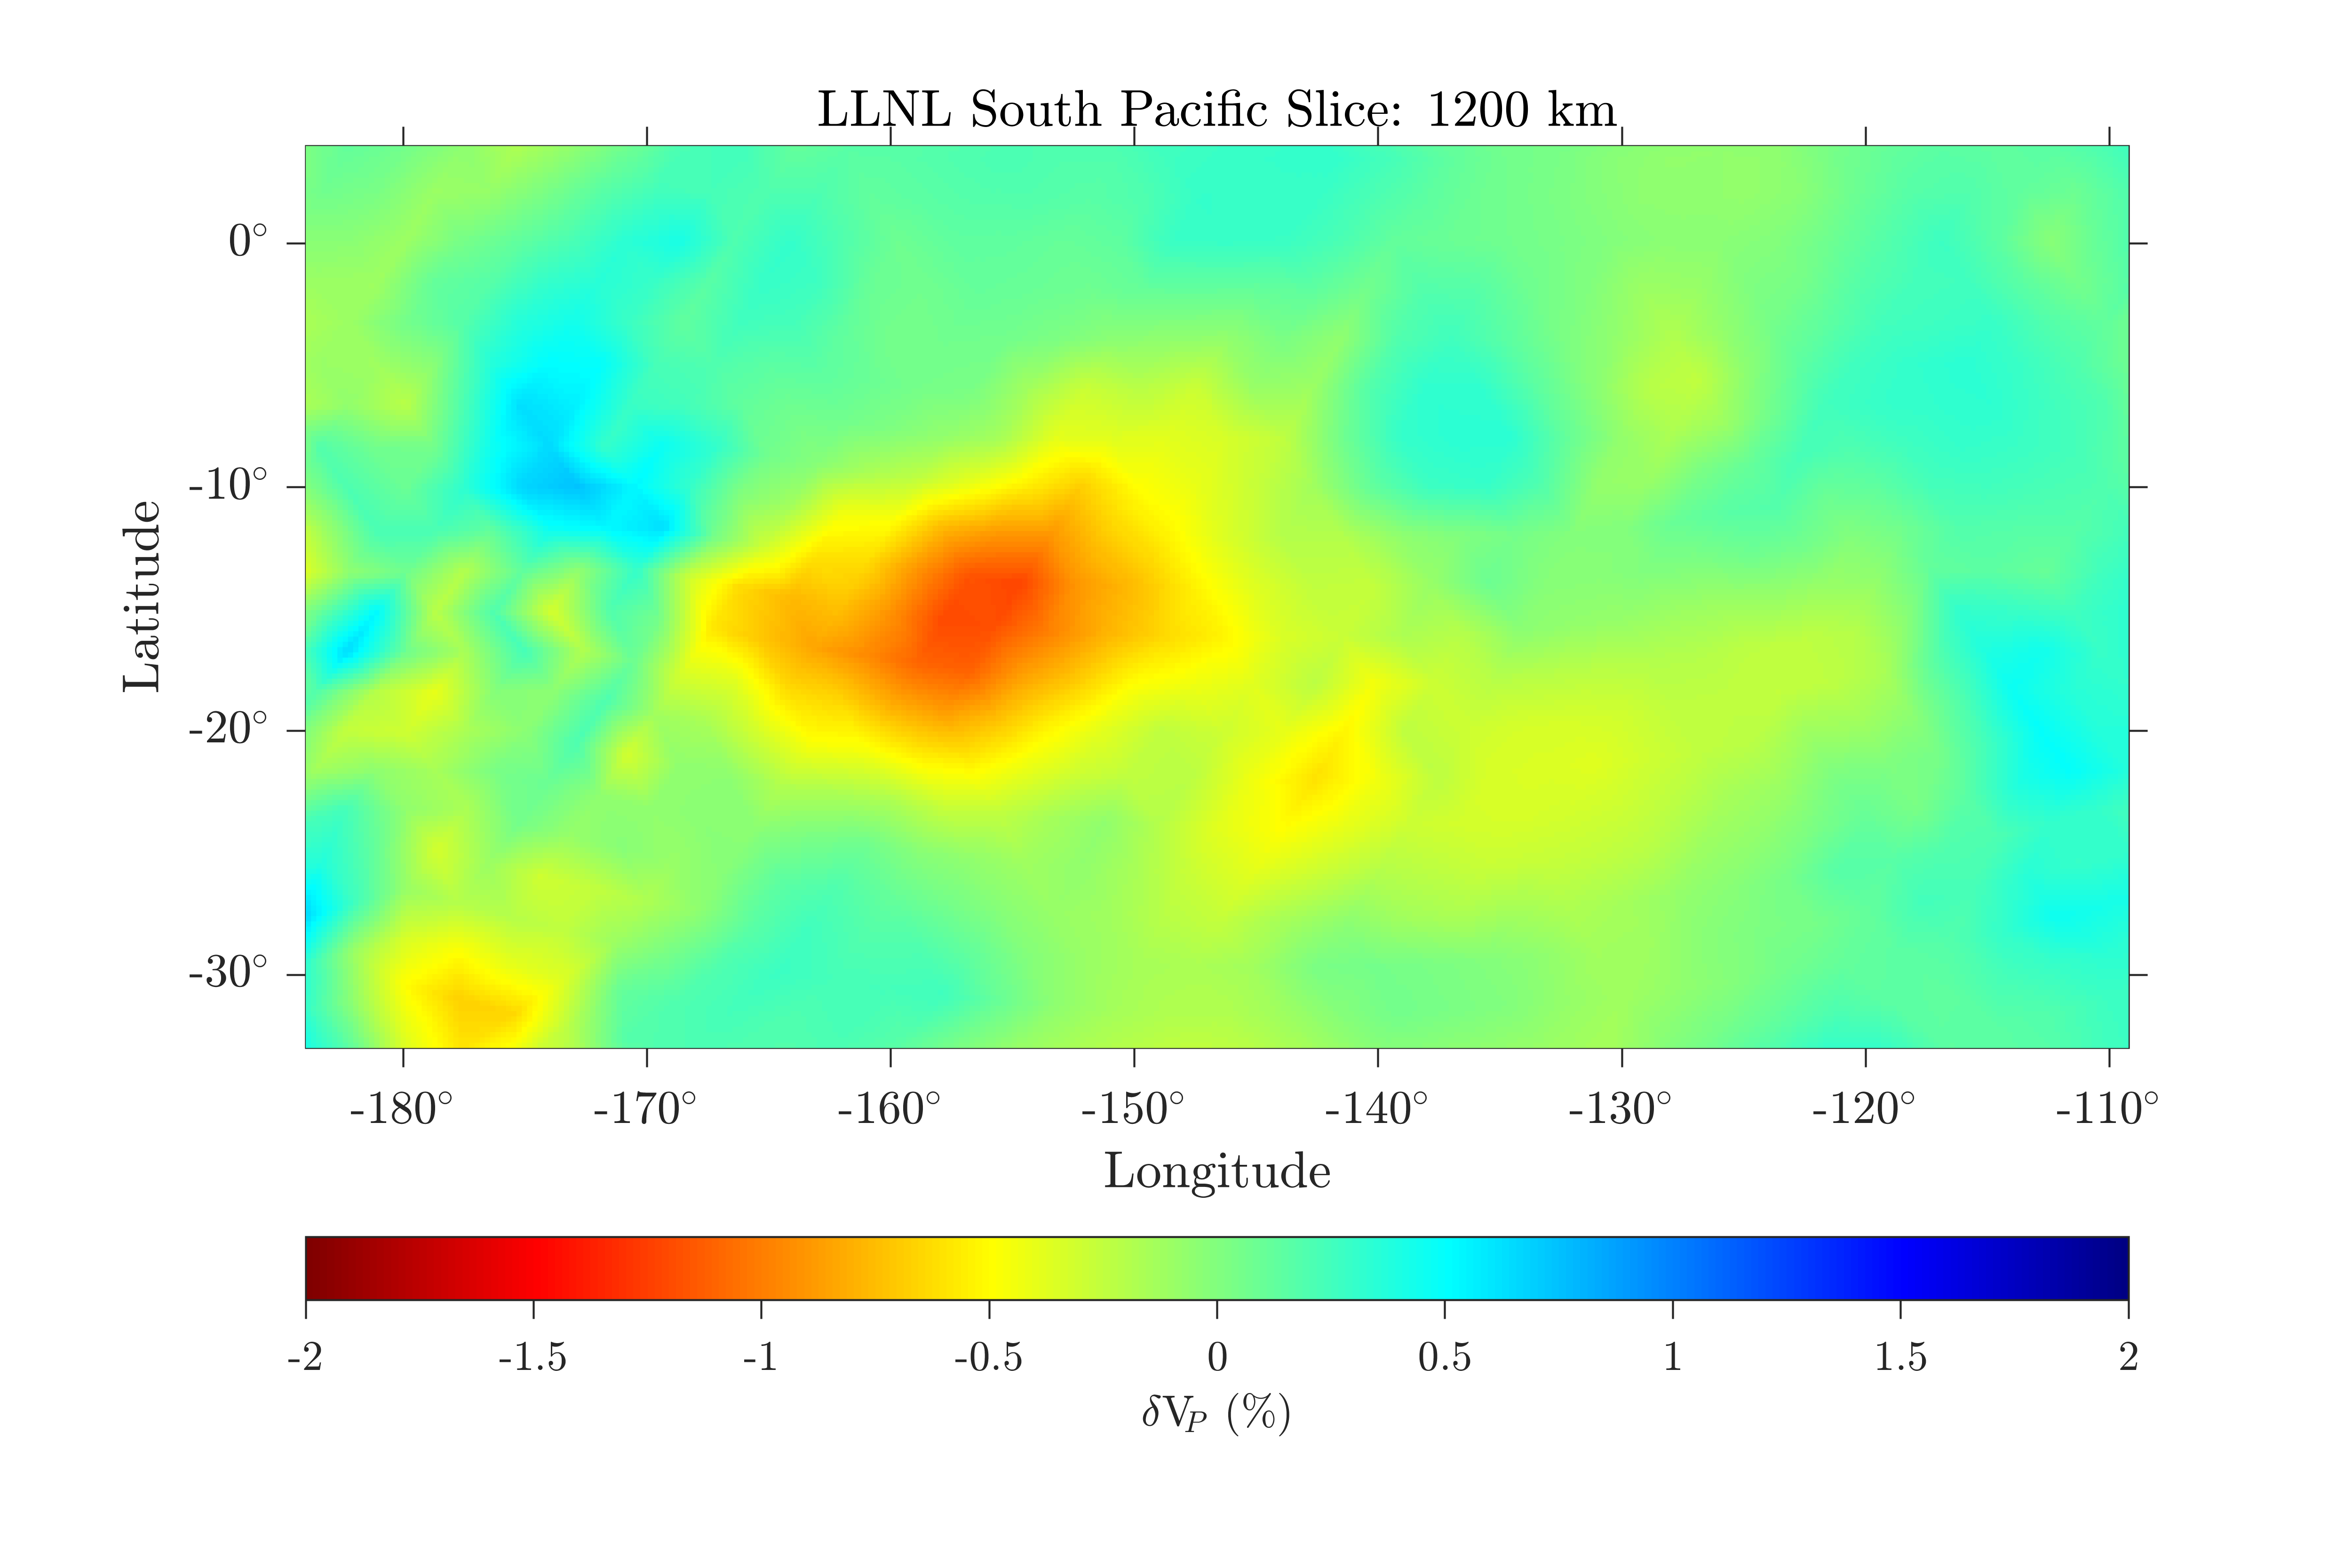 LLNL South Pacific Slice: 1200 km
0°
-10°
-20°
-30°
Latitude
-180° -170° -160° -150° -140° -130° -120° -110°
Longitude
-2 -1.5 -1 -0.5 0 0.5 1 1.5 2
δV_P (%)